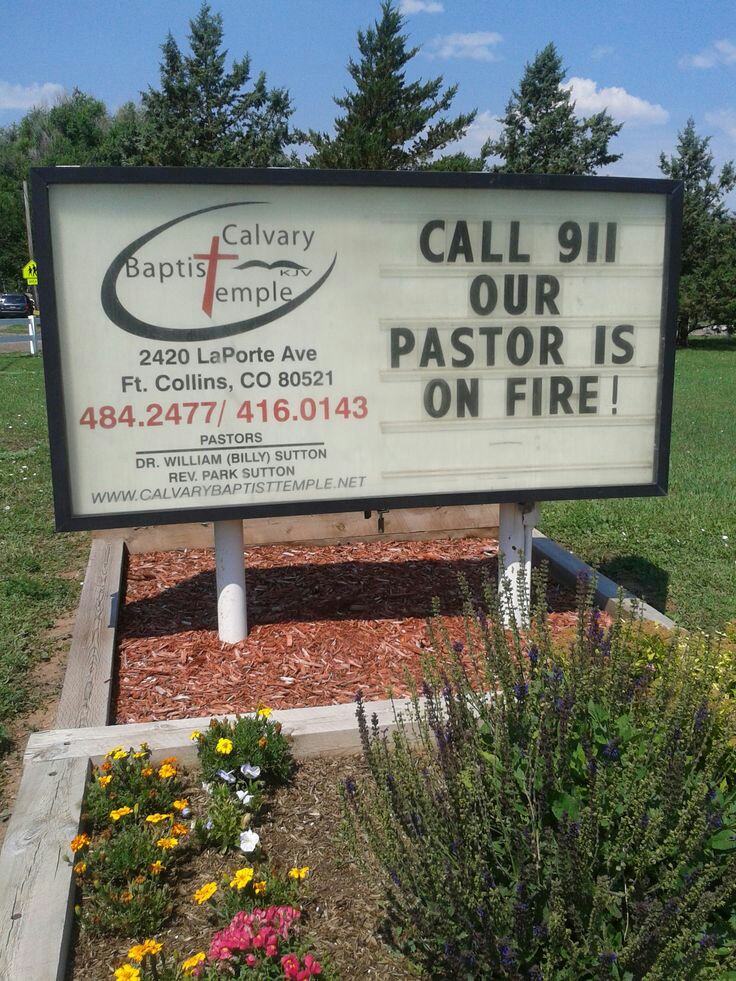 Calvary
Baptist
KJV
Temple
2420 LaPorte Ave
Ft. Collins, CO 80521
484.2477/ 416.0143
PASTORS
DR. WILLIAM (BILLY) SUTTON
REV. PARK SUTTON
WWW.CALVARYBAPTISTTEMPLE.NET
CALL 911
OUR
PASTOR IS
ON FIRE!